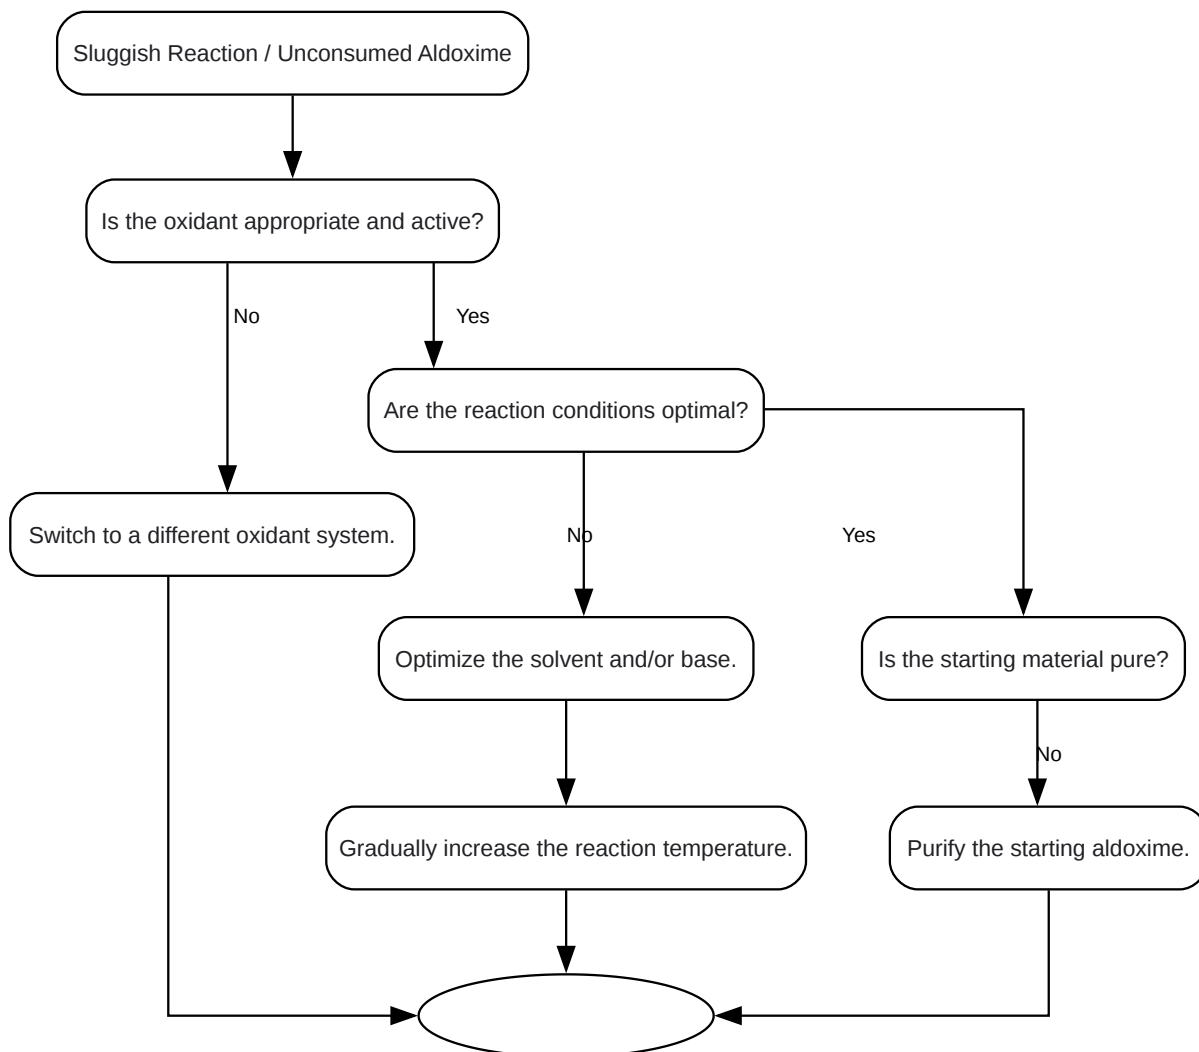 Sluggish Reaction / Unconsumed Aldoxime
Is the oxidant appropriate and active?
No
Yes
Are the reaction conditions optimal?
Switch to a different oxidant system.
No
Yes
Optimize the solvent and/or base.
Is the starting material pure?
No
Gradually increase the reaction temperature.
Purify the starting aldoxime.